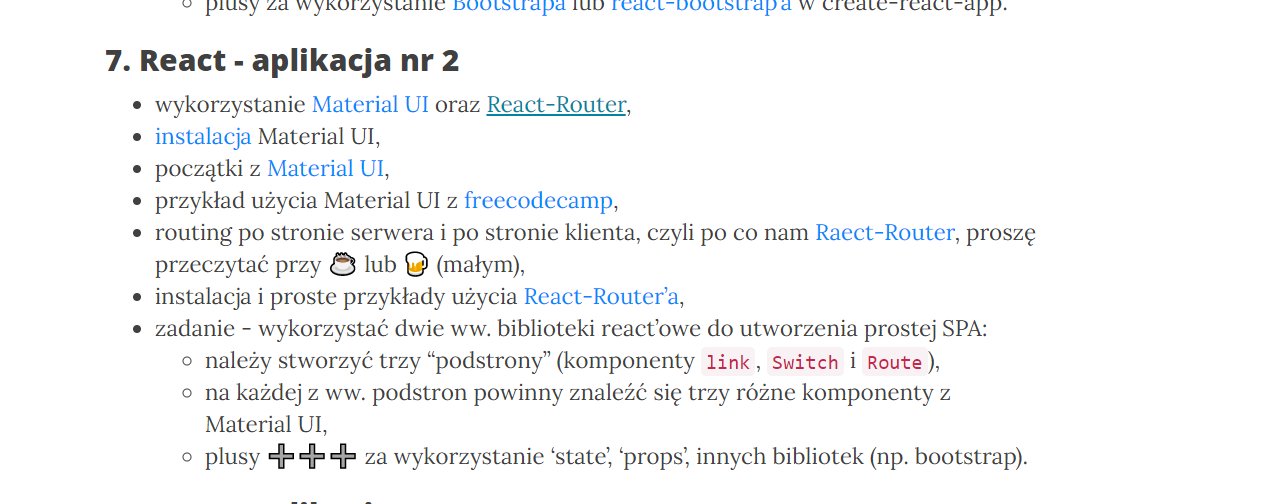 plusy za wykorzystanie Bootstrapa lub react-bootstrap'a w create-react-app.
7. React - aplikacja nr 2
wykorzystanie Material UI oraz React-Router,
instalacja Material UI,
początki z Material UI,
przykład użycia Material UI z freecodecamp,
routing po stronie serwera i po stronie klienta, czyli po co nam Raect-Router, proszę
przeczytać przy ☕ lub 🍺 (małym),
instalacja i proste przykłady użycia React-Router’a,
zadanie - wykorzystać dwie ww. biblioteki react’owe do utworzenia prostej SPA:
należy stworzyć trzy “podstrony” (komponenty link, Switch i Route),
na każdej z ww. podstron powinny znaleźć się trzy różne komponenty z
Material UI,
plusy ➕➕➕ za wykorzystanie ‘state’, ‘props’, innych bibliotek (np. bootstrap).